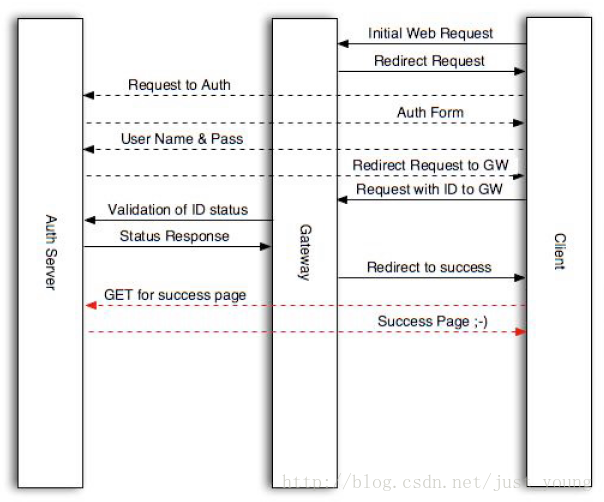 Initial Web Request
Redirect Request
Request to Auth
Auth Form
User Name & Pass
Redirect Request to GW
Request with ID to GW
Validation of ID status
Status Response
Redirect to success
GET for success page
Success Page ;-)
Auth Server
Gateway
Client
http://blog.csdn.net/just_young